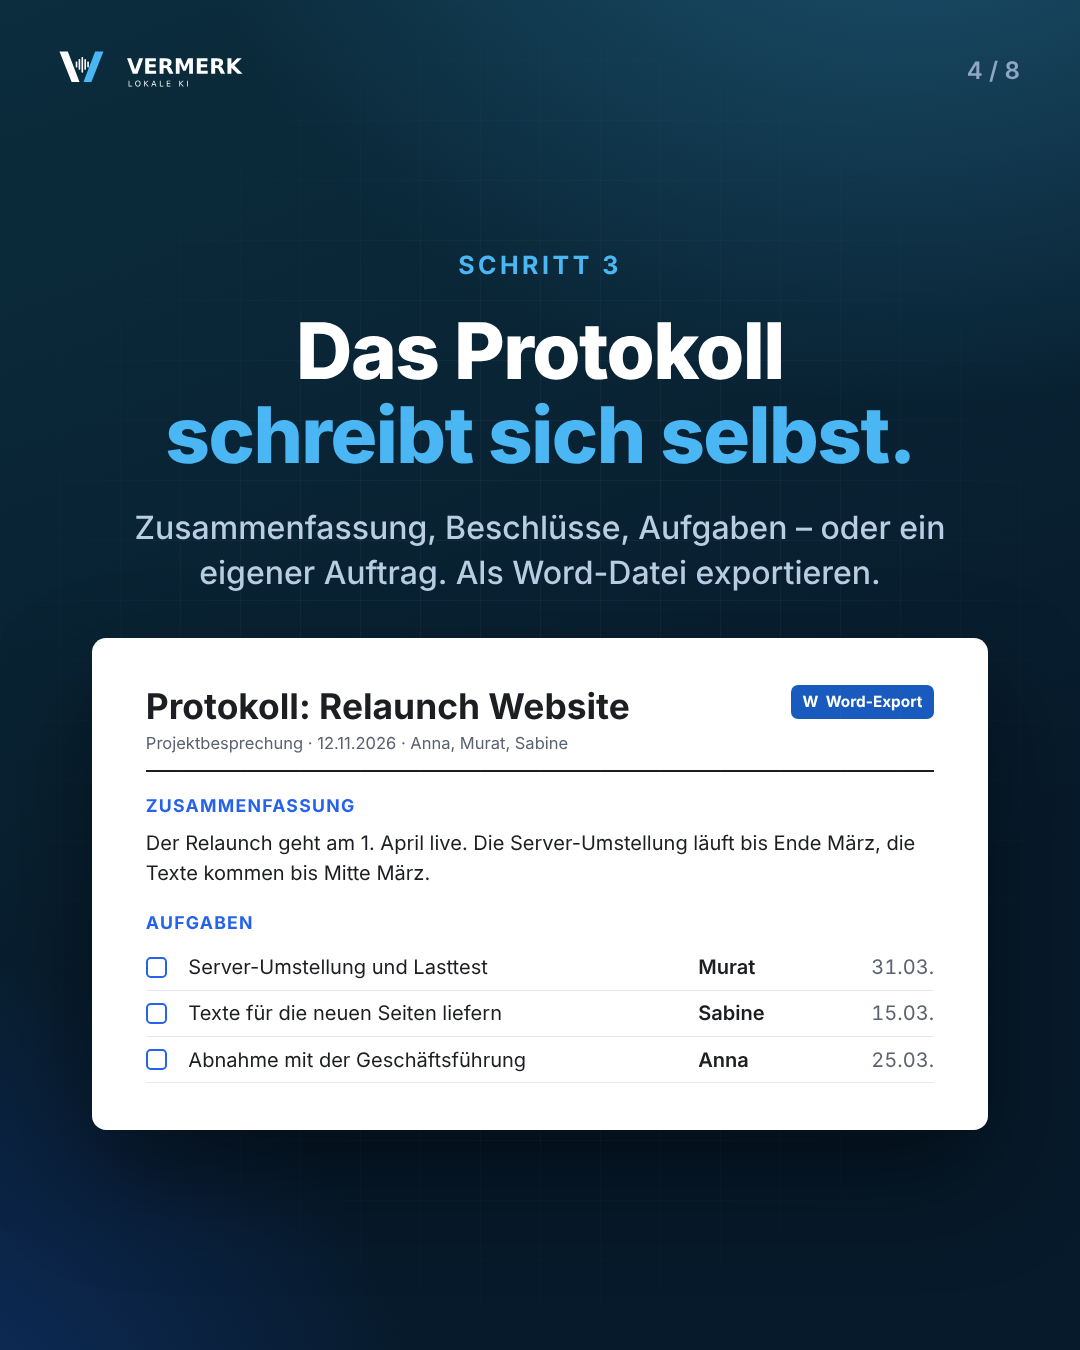 VERMERK
LOKALE KI
4 / 8
SCHRITT 3
Das Protokoll
schreibt sich selbst.
Zusammenfassung, Beschlüsse, Aufgaben – oder ein
eigener Auftrag. Als Word-Datei exportieren.
Protokoll: Relaunch Website
W Word-Export
Projektbesprechung · 12.11.2026 · Anna, Murat, Sabine
ZUSAMMENFASSUNG
Der Relaunch geht am 1. April live. Die Server-Umstellung läuft bis Ende März, die
Texte kommen bis Mitte März.
AUFGABEN
Server-Umstellung und Lasttest Murat 31.03.
Texte für die neuen Seiten liefern Sabine 15.03.
Abnahme mit der Geschäftsführung Anna 25.03.